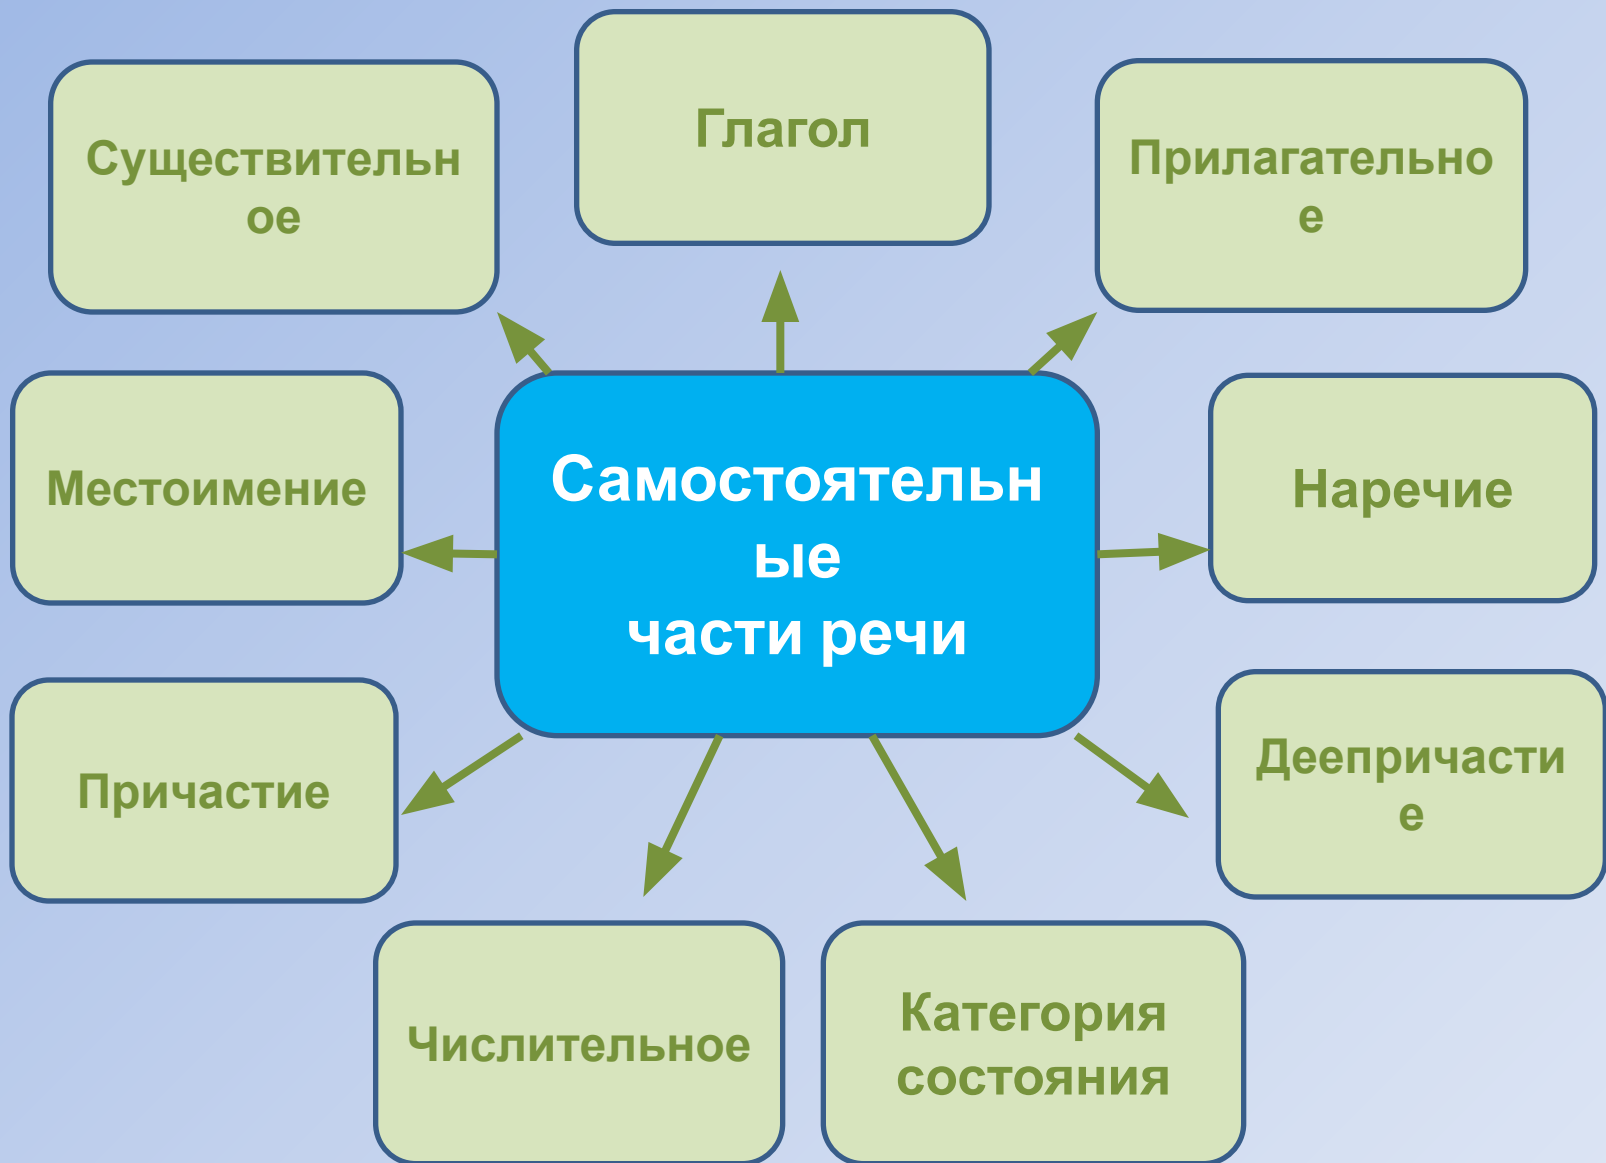 Глагол
Существительн
ое
Прилагательно
е
Местоимение
Самостоятельн
ые
части речи
Наречие
Причастие
Деепричасти
е
Числительное
Категория
состояния